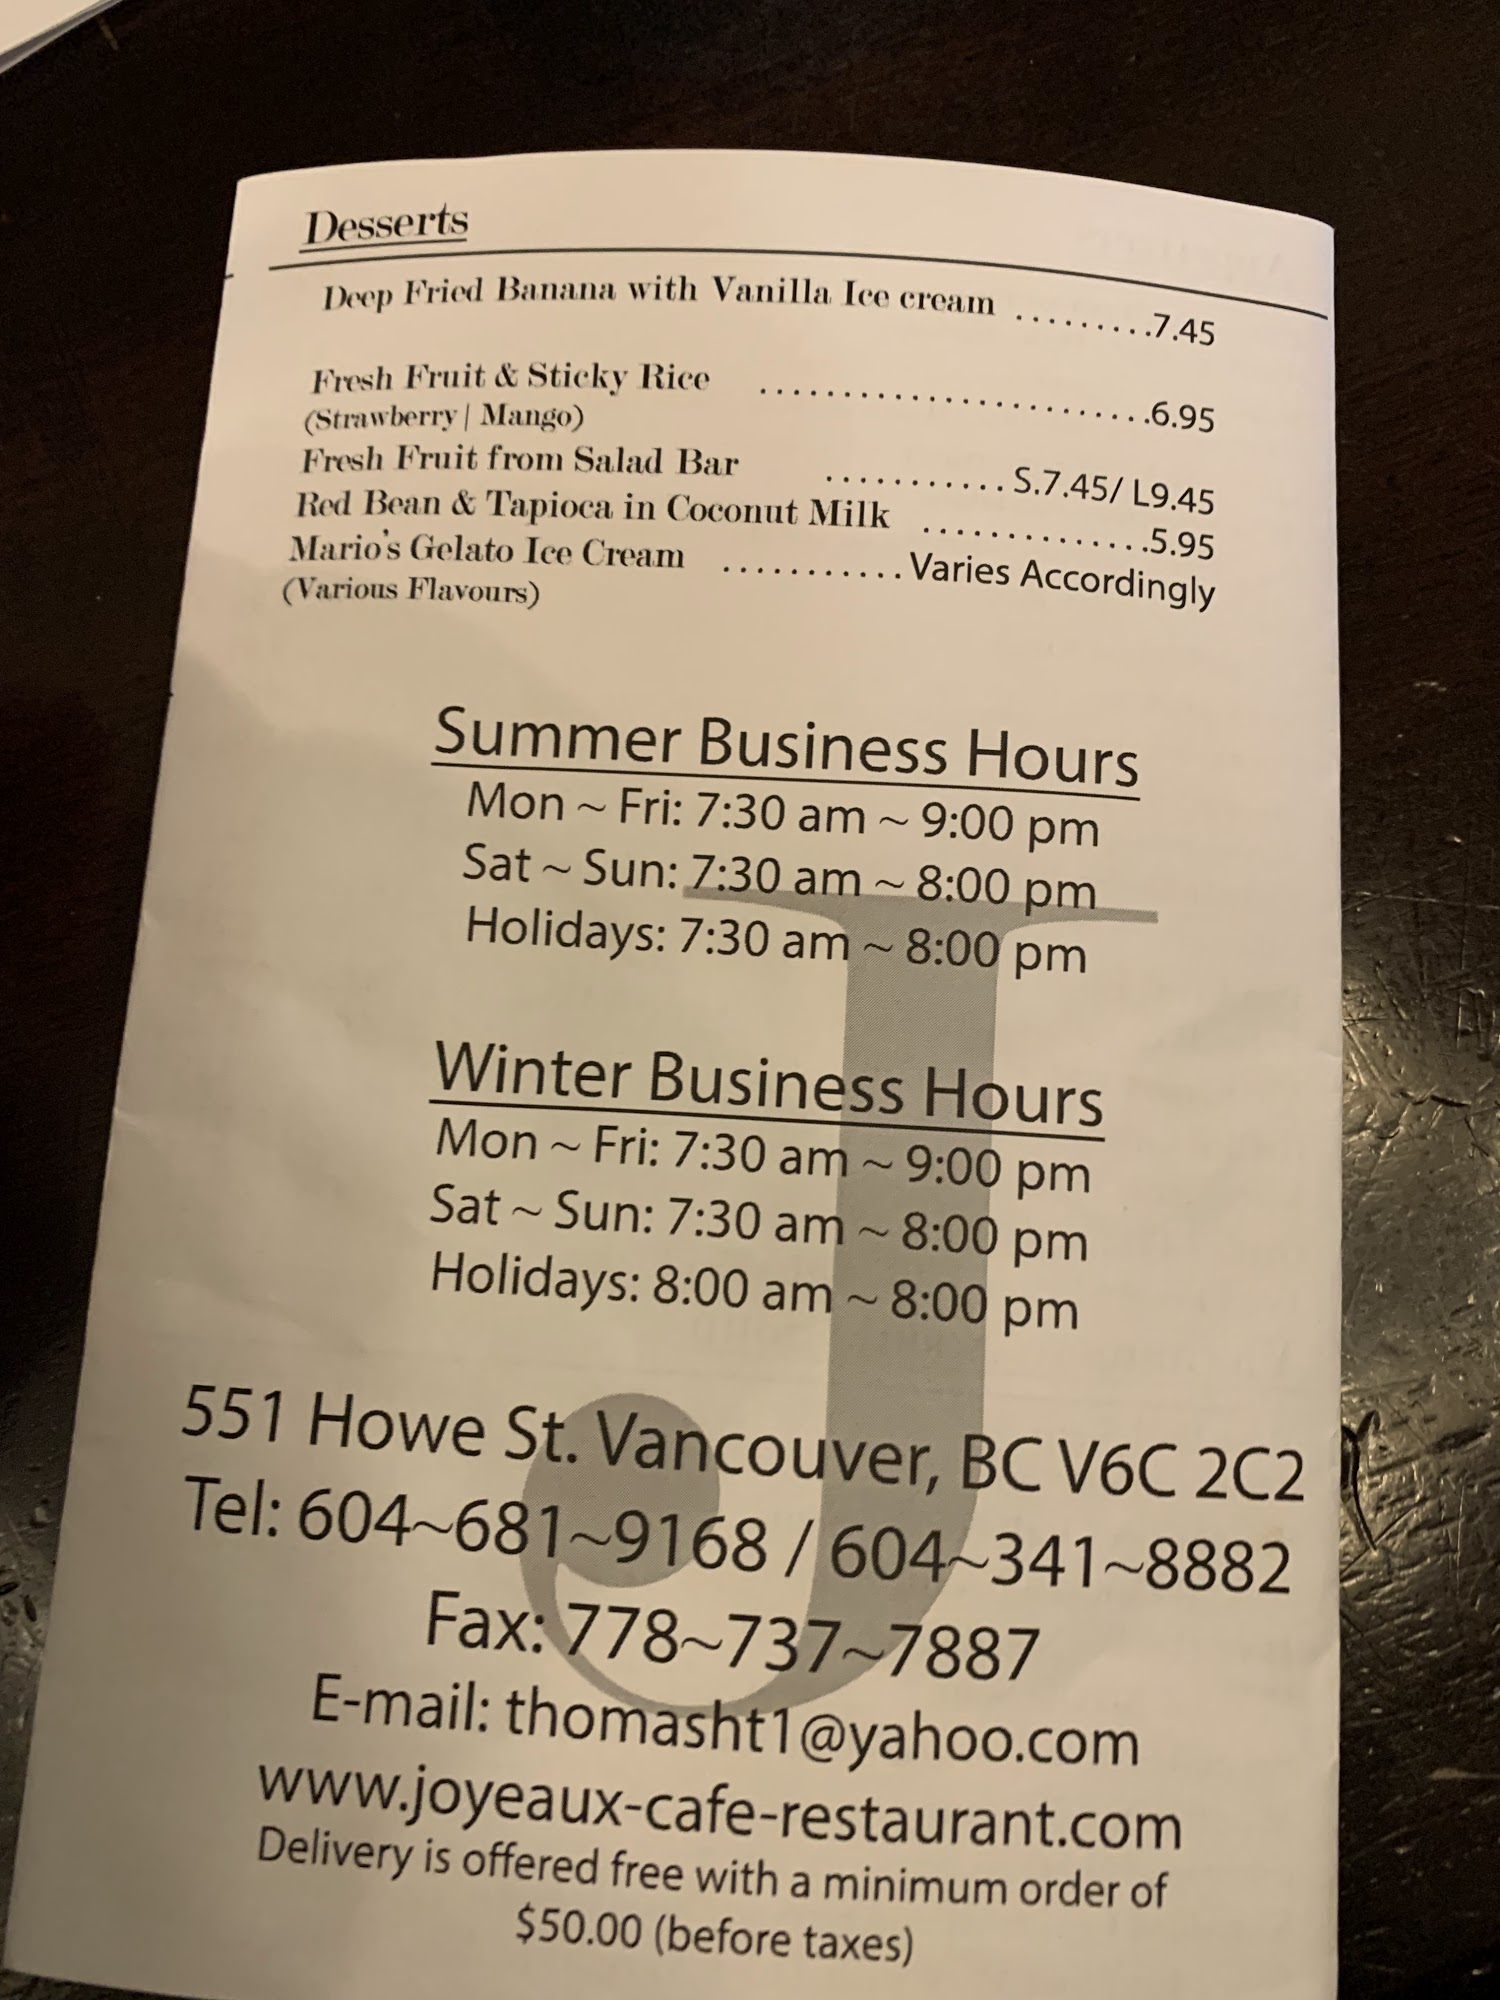 Desserts
Deep Fried Banana with Vanilla Ice cream .........7.45
Fresh Fruit & Sticky Rice .......................6.95
(Strawberry | Mango)
Fresh Fruit from Salad Bar ........... S.7.45/ L9.45
Red Bean & Tapioca in Coconut Milk ..............5.95
Mario's Gelato Ice Cream ........... Varies Accordingly
(Various Flavours)
Summer Business Hours
Mon ~ Fri: 7:30 am ~ 9:00 pm
Sat ~ Sun: 7:30 am ~ 8:00 pm
Holidays: 7:30 am ~ 8:00 pm
Winter Business Hours
Mon ~ Fri: 7:30 am ~ 9:00 pm
Sat ~ Sun: 7:30 am ~ 8:00 pm
Holidays: 8:00 am ~ 8:00 pm
J
551 Howe St. Vancouver, BC V6C 2C2
Tel: 604~681~9168 / 604~341~8882
Fax: 778~737~7887
E-mail: thomasht1@yahoo.com
www.joyeaux-cafe-restaurant.com
Delivery is offered free with a minimum order of
$50.00 (before taxes)